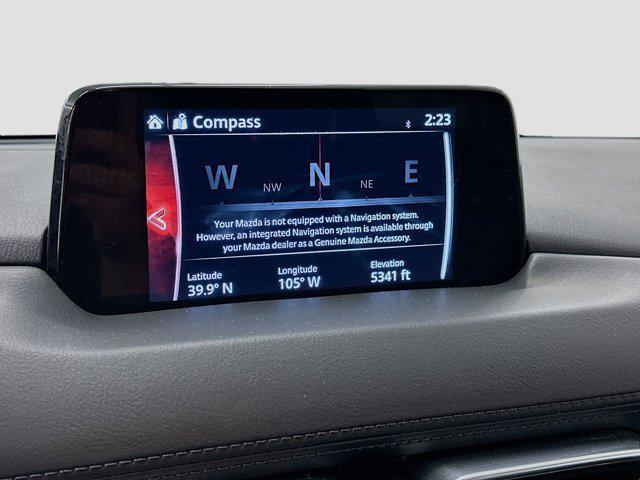 Compass 2:23
W NW N NE E
Your Mazda is not equipped with a Navigation system.
However, an integrated Navigation system is available through
your Mazda dealer as a Genuine Mazda Accessory.
Latitude Longitude Elevation
39.9° N 105° W 5341 ft